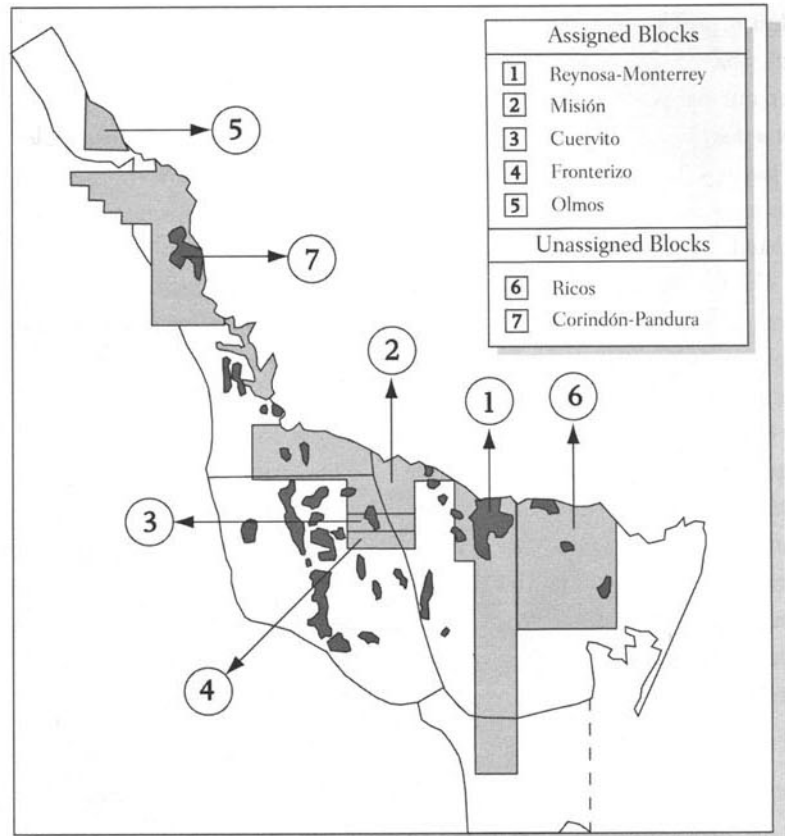 Assigned Blocks
1 Reynosa-Monterrey
2 Misión
3 Cuervito
4 Fronterizo
5 Olmos
Unassigned Blocks
6 Ricos
7 Corindón-Pandura
5
7
2
1
6
3
4